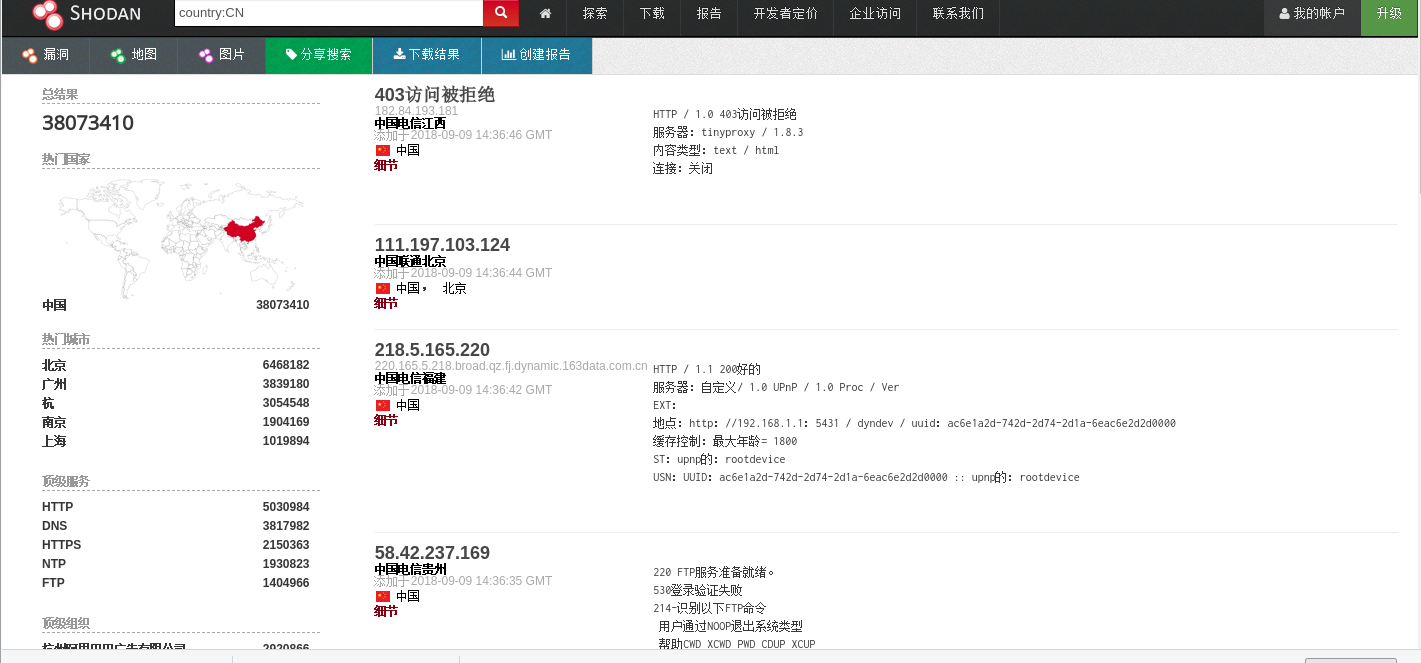 SHODAN
country:CN
探索
下载
报告
开发者定价
企业访问
联系我们
我的帐户
升级
漏洞
地图
图片
分享搜索
下载结果
创建报告
总结果
38073410
热门国家
中国 38073410
热门城市
北京 6468182
广州 3839180
杭 3054548
南京 1904169
上海 1019894
顶级服务
HTTP 5030984
DNS 3817982
HTTPS 2150363
NTP 1930823
FTP 1404966
顶级组织
403访问被拒绝
182.84.193.181
中国电信江西
添加于2018-09-09 14:36:46 GMT
中国
细节
HTTP / 1.0 403访问被拒绝
服务器：tinyproxy / 1.8.3
内容类型：text / html
连接：关闭
111.197.103.124
中国联通北京
添加于2018-09-09 14:36:44 GMT
中国， 北京
细节
218.5.165.220
220.165.5.218.broad.qz.fj.dynamic.163data.com.cn
中国电信福建
添加于2018-09-09 14:36:42 GMT
中国
细节
HTTP / 1.1 200好的
服务器：自定义/ 1.0 UPnP / 1.0 Proc / Ver
EXT：
地点：http：//192.168.1.1：5431 / dyndev / uuid：ac6e1a2d-742d-2d74-2d1a-6eac6e2d2d0000
缓存控制：最大年龄= 1800
ST：upnp的：rootdevice
USN：UUID：ac6e1a2d-742d-2d74-2d1a-6eac6e2d2d0000 :: upnp的：rootdevice
58.42.237.169
中国电信贵州
添加于2018-09-09 14:36:35 GMT
中国
细节
220 FTP服务准备就绪。
530登录验证失败
214-识别以下FTP命令
用户通过NOOP退出系统类型
帮助CWD XCWD PWD CDUP XCUP